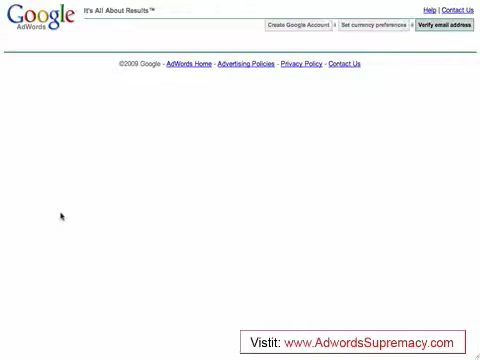 Google
AdWords
It's All About Results™
Help | Contact Us
Create Google Account
Set currency preferences
Verify email address
©2009 Google - AdWords Home - Advertising Policies - Privacy Policy - Contact Us
Vistit: www.AdwordsSupremacy.com